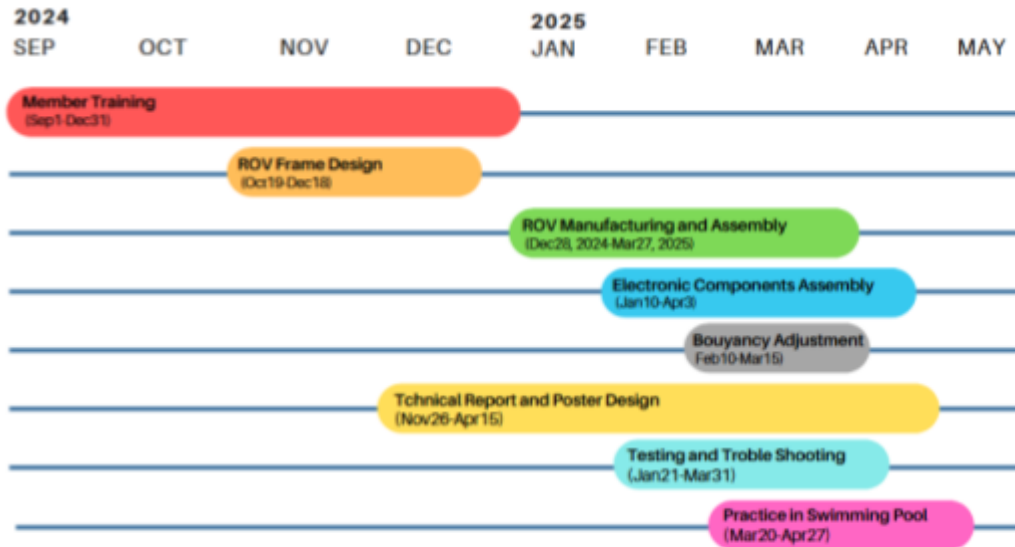 2024
2025
SEP OCT NOV DEC JAN FEB MAR APR MAY
Member Training
(Sep1-Dec31)
ROV Frame Design
(Oct19-Dec18)
ROV Manufacturing and Assembly
(Dec28, 2024-Mar27, 2025)
Electronic Components Assembly
(Jan10-Apr3)
Bouyancy Adjustment
Feb10-Mar15)
Tchnical Report and Poster Design
(Nov26-Apr15)
Testing and Troble Shooting
(Jan21-Mar31)
Practice in Swimming Pool
(Mar20-Apr27)